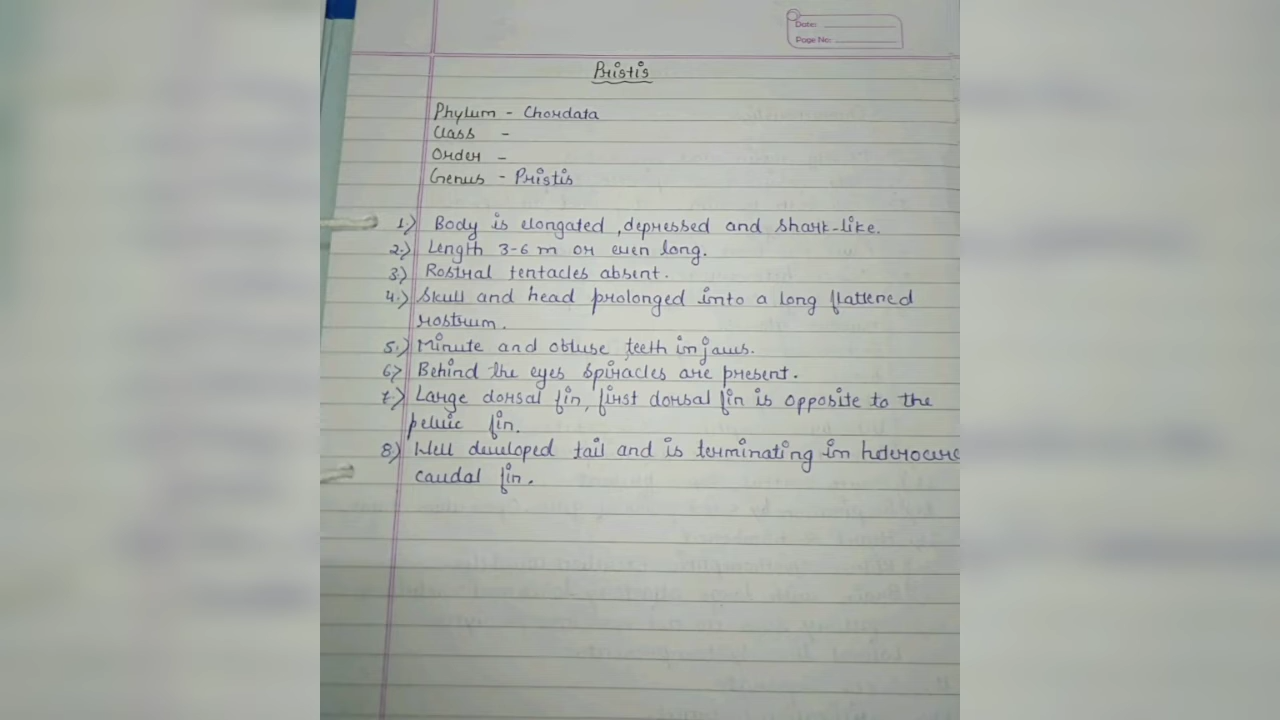 Date:
Page No:
Pristis
Phylum - Chordata
Class -
Order -
Genus - Pristis
1.) Body is elongated, depressed and shark-like.
2.) Length 3-6 m or even long.
3) Rostral tentacles absent.
4.) Skull and head prolonged into a long flattered
rostrum.
5.) Minute and obtuse teeth in jaws.
6.) Behind the eyes spiracles are present.
7.) Large dorsal fin, first dorsal fin is opposite to the
pelvic fin.
8) Well developed tail and is terminating in
caudal fin.